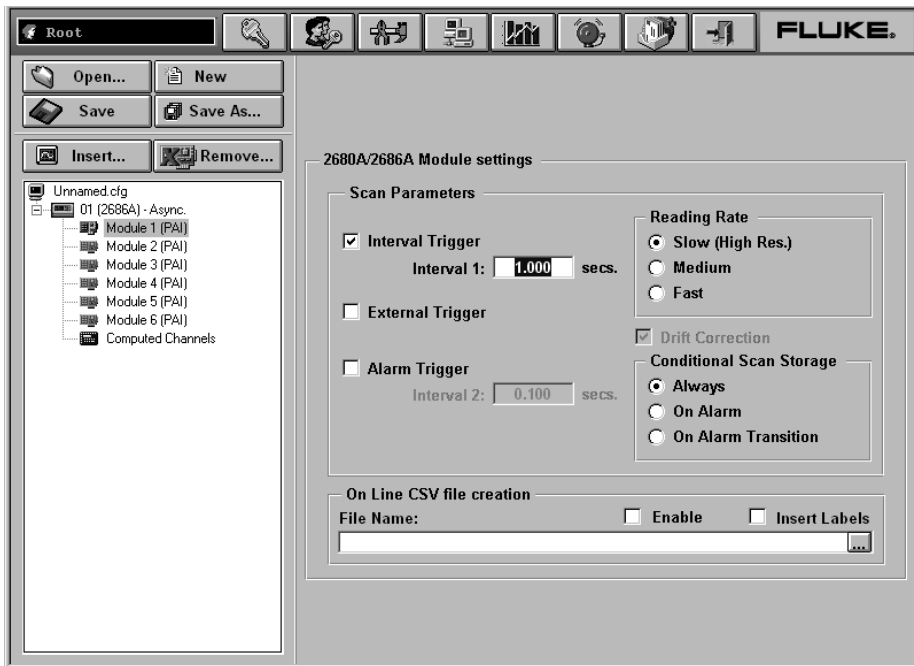 Root
FLUKE.
Open...
New
Save
Save As...
Insert...
Remove...
Unnamed.cfg
01 (2686A) - Async.
Module 1 (PAI)
Module 2 (PAI)
Module 3 (PAI)
Module 4 (PAI)
Module 5 (PAI)
Module 6 (PAI)
Computed Channels
2680A/2686A Module settings
Scan Parameters
Interval Trigger
Interval 1: 1.000 secs.
External Trigger
Alarm Trigger
Interval 2: 0.100 secs.
Reading Rate
Slow (High Res.)
Medium
Fast
Drift Correction
Conditional Scan Storage
Always
On Alarm
On Alarm Transition
On Line CSV file creation
File Name:
Enable
Insert Labels
...